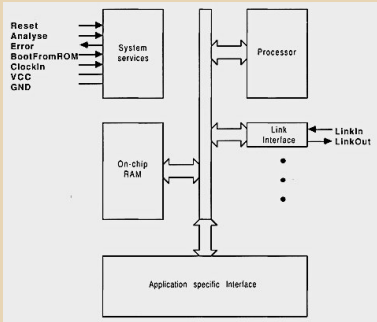 Reset
Analyse
Error
BootFromROM
ClockIn
VCC
GND
System
services
Processor
Link
Interface
LinkIn
LinkOut
On-chip
RAM
Application specific Interface